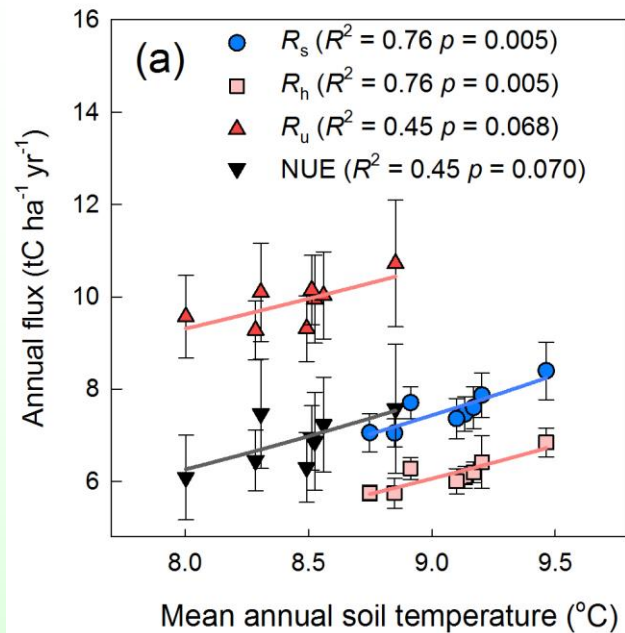 (a)
Rs (R² = 0.76 p = 0.005)
Rh (R² = 0.76 p = 0.005)
Ru (R² = 0.45 p = 0.068)
NUE (R² = 0.45 p = 0.070)
Annual flux (tC ha⁻¹ yr⁻¹)
16
14
12
10
8
6
8.0 8.5 9.0 9.5
Mean annual soil temperature (°C)